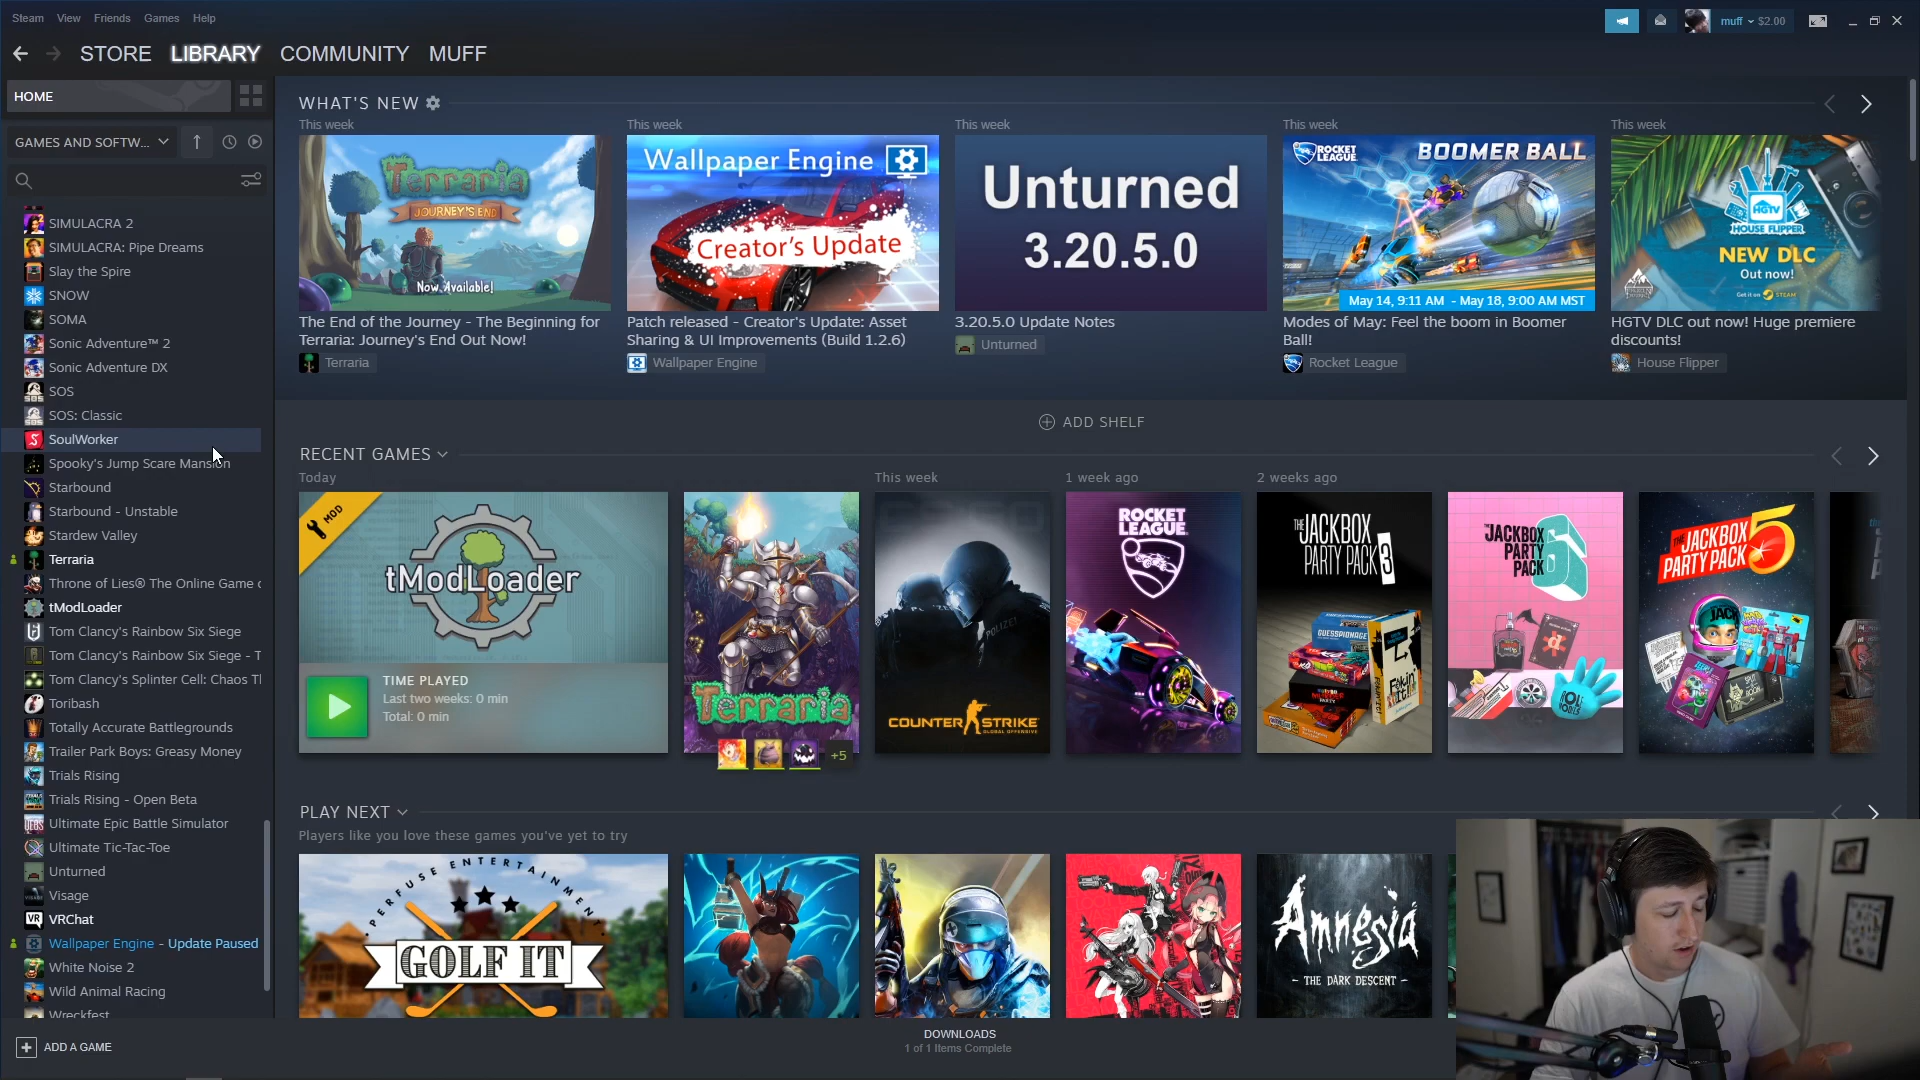 Steam View Friends Games Help
muff $2.00
STORE LIBRARY COMMUNITY MUFF
HOME
GAMES AND SOFTW...
SIMULACRA 2
SIMULACRA: Pipe Dreams
Slay the Spire
SNOW
SOMA
Sonic Adventure™ 2
Sonic Adventure DX
SOS
SOS: Classic
SoulWorker
Spooky's Jump Scare Mansion
Starbound
Starbound - Unstable
Stardew Valley
Terraria
Throne of Lies® The Online Game
tModLoader
Tom Clancy's Rainbow Six Siege
Tom Clancy's Rainbow Six Siege - T
Tom Clancy's Splinter Cell: Chaos
Toribash
Totally Accurate Battlegrounds
Trailer Park Boys: Greasy Money
Trials Rising
Trials Rising - Open Beta
Ultimate Epic Battle Simulator
Ultimate Tic-Tac-Toe
Unturned
Visage
VR VRChat
Wallpaper Engine - Update Paused
White Noise 2
Wild Animal Racing
Wreckfest
ADD A GAME
WHAT'S NEW
This week
Terraria
JOURNEY'S END
Now Available!
The End of the Journey - The Beginning for
Terraria: Journey's End Out Now!
Terraria
This week
Wallpaper Engine
Creator's Update
Patch released - Creator's Update: Asset
Sharing & UI Improvements (Build 1.2.6)
Wallpaper Engine
This week
Unturned
3.20.5.0
3.20.5.0 Update Notes
Unturned
This week
ROCKET LEAGUE
BOOMER BALL
May 14, 9:11 AM - May 18, 9:00 AM MST
Modes of May: Feel the boom in Boomer
Ball!
Rocket League
This week
HGTV
HOUSE FLIPPER
NEW DLC
Out now!
Get it on STEAM
HGTV DLC out now! Huge premiere
discounts!
House Flipper
ADD SHELF
RECENT GAMES
Today
MOD
tModLoader
TIME PLAYED
Last two weeks: 0 min
Total: 0 min
Terraria
+5
This week
POLIZEI
COUNTER STRIKE
GLOBAL OFFENSIVE
1 week ago
ROCKET
LEAGUE
2 weeks ago
THE JACKBOX
PARTY PACK 3
GUESSPIONAGE
THE JACKBOX
PARTY PACK 6
THE JACKBOX
PARTY PACK 5
PLAY NEXT
Players like you love these games you've yet to try
PERFUSE ENTERTAINMENT
GOLF IT
Amnesia
- THE DARK DESCENT -
DOWNLOADS
1 of 1 Items Complete